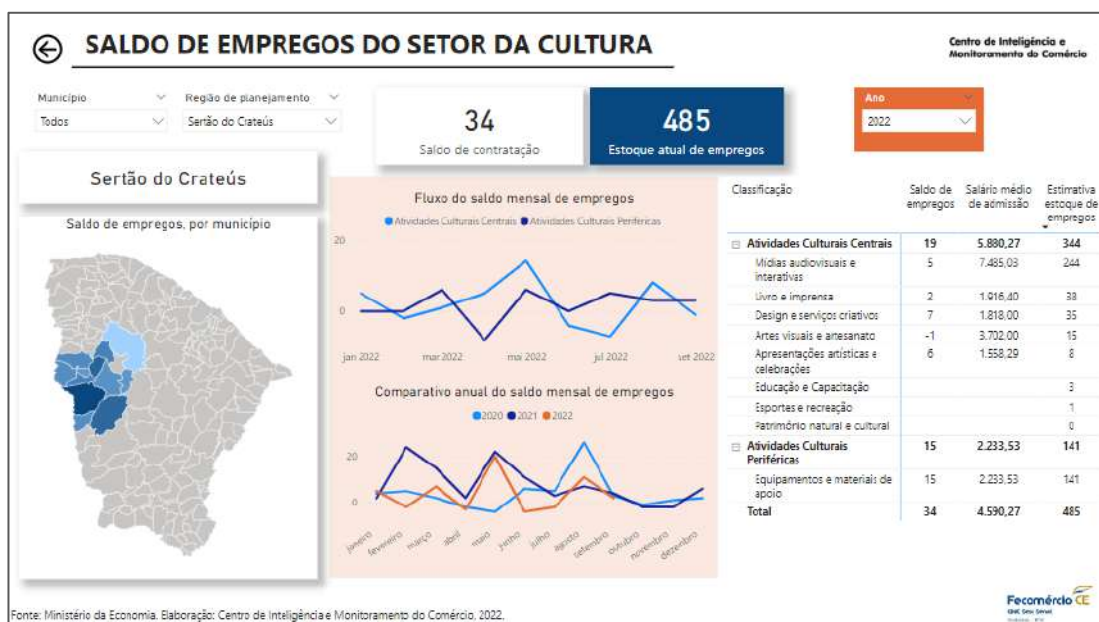 SALDO DE EMPREGOS DO SETOR DA CULTURA
Centro de Inteligência e
Monitoramento do Comércio
Município
Todos
Região de planejamento
Sertão do Crateús
34
Saldo de contratação
485
Estoque atual de empregos
Ano
2022
Sertão do Crateús
Saldo de empregos, por município
Fluxo do saldo mensal de empregos
Atividades Culturais Centrais Atividades Culturais Periféricas
20
0
jan 2022 mar 2022 mai 2022 jul 2022 set 2022
Comparativo anual do saldo mensal de empregos
2020 2021 2022
20
0
janeiro fevereiro março abril maio junho julho agosto setembro outubro novembro dezembro
Classificação Saldo de empregos Salário médio de admissão Estimativa estoque de empregos
Atividades Culturais Centrais 19 5.880,27 344
Mídias audiovisuais e interativas 5 7.485,03 244
Livro e imprensa 2 1.916,40 38
Design e serviços criativos 7 1.818,00 35
Artes visuais e artesanato -1 3.702,00 15
Apresentações artísticas e celebrações 6 1.558,29 8
Educação e Capacitação 3
Esportes e recreação 1
Patrimônio natural e cultural 0
Atividades Culturais Periféricas 15 2.233,53 141
Equipamentos e materiais de apoio 15 2.233,53 141
Total 34 4.590,27 485
Fonte: Ministério da Economia. Elaboração: Centro de Inteligência e Monitoramento do Comércio, 2022.
Fecomércio CE